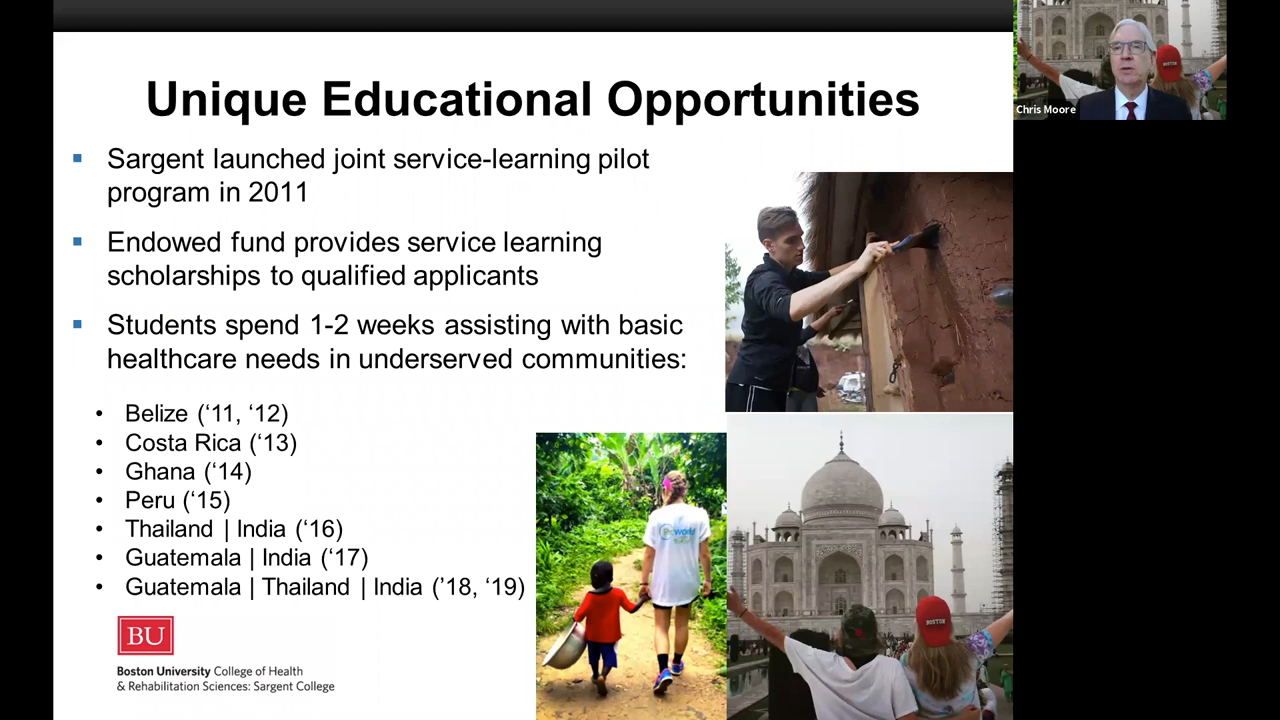 Unique Educational Opportunities
Sargent launched joint service-learning pilot
program in 2011
Endowed fund provides service learning
scholarships to qualified applicants
Students spend 1-2 weeks assisting with basic
healthcare needs in underserved communities:
Belize (‘11, ‘12)
Costa Rica (‘13)
Ghana (‘14)
Peru (‘15)
Thailand | India (‘16)
Guatemala | India (‘17)
Guatemala | Thailand | India (’18, ‘19)
BU
Boston University College of Health
& Rehabilitation Sciences: Sargent College
BOSTON
BOSTON
Chris Moore